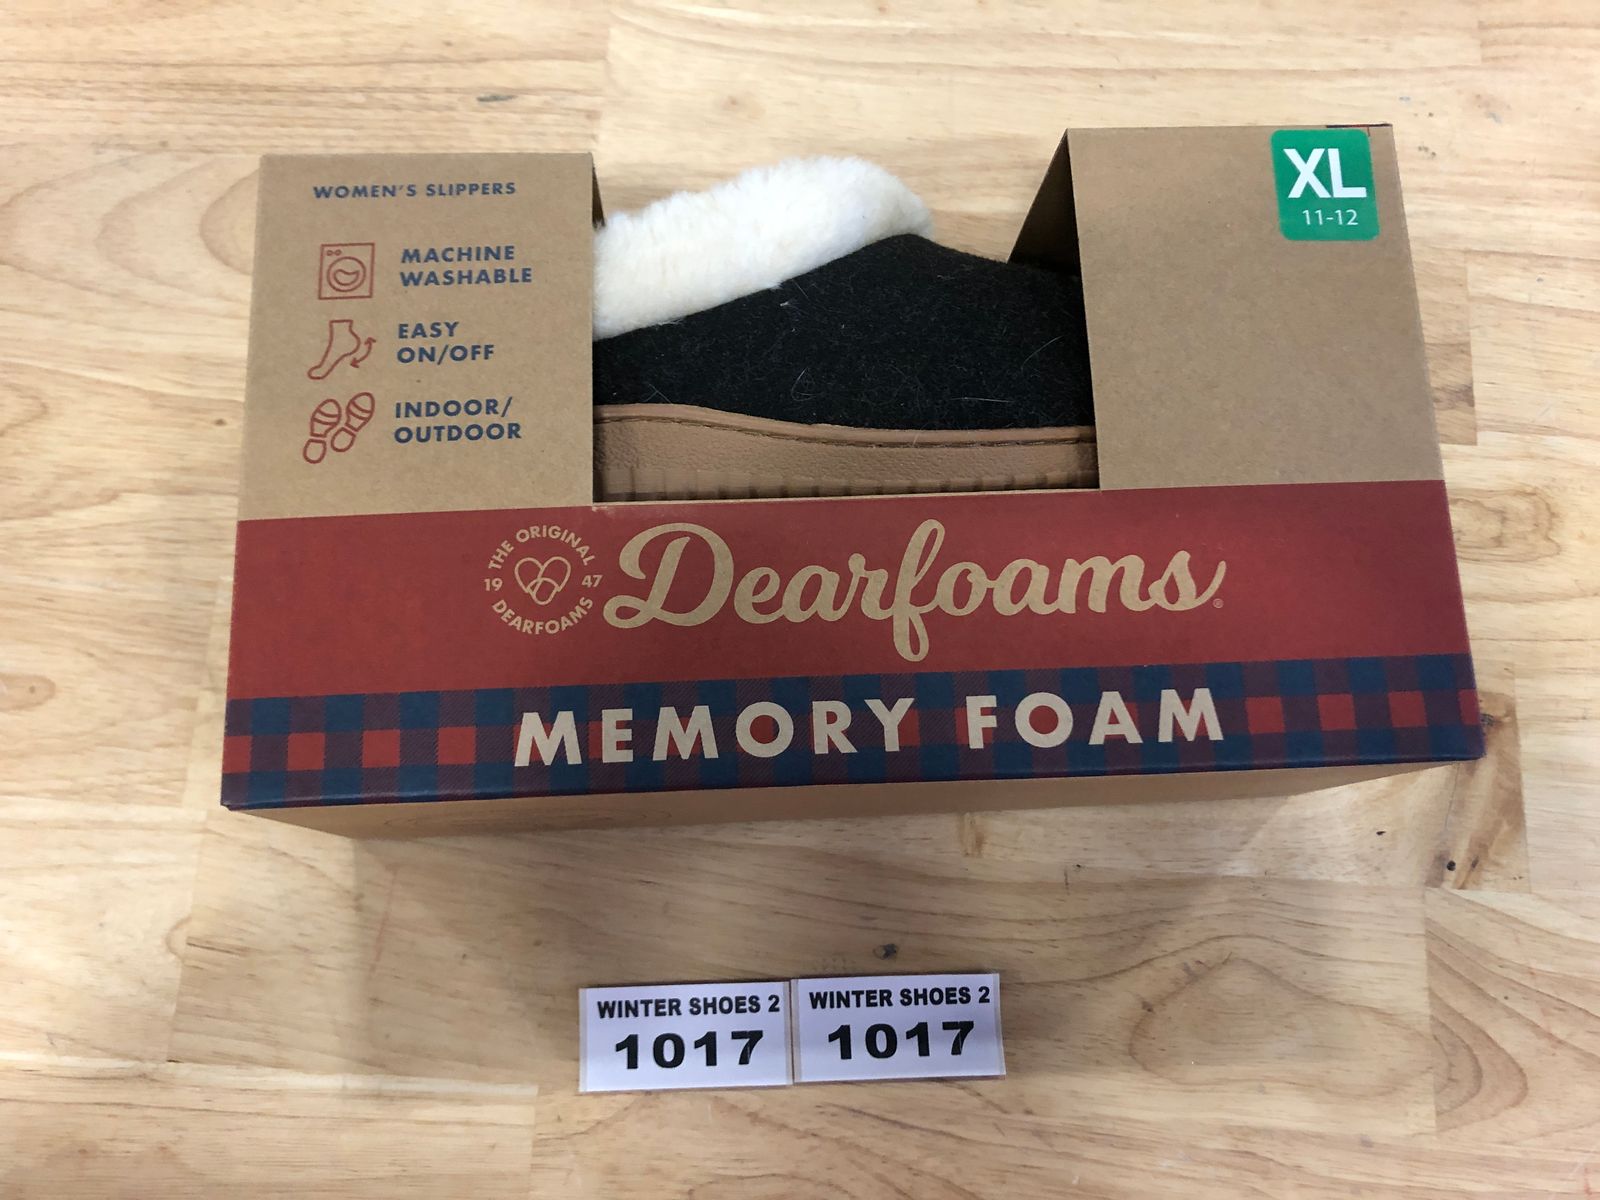 WOMEN'S SLIPPERS
MACHINE
WASHABLE
EASY
ON/OFF
INDOOR/
OUTDOOR
XL
11-12
THE ORIGINAL
19 47
DEARFOAMS
Dearfoams®
MEMORY FOAM
WINTER SHOES 2
1017
WINTER SHOES 2
1017